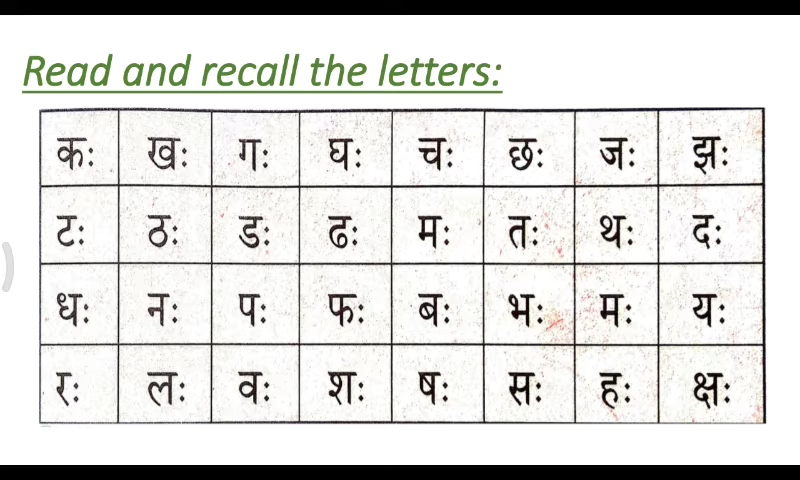 Read and recall the letters:
कः खः गः घः चः छः जः झः
टः ठः डः ढः मः तः थः दः
धः नः पः फः बः भः मः यः
रः लः वः शः षः सः हः क्षः